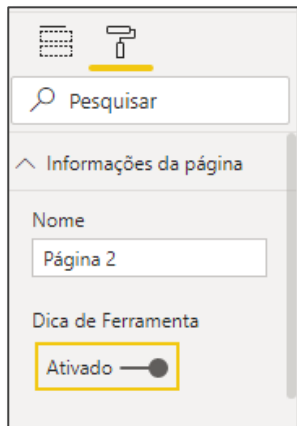 Pesquisar
Informações da página
Nome
Página 2
Dica de Ferramenta
Ativado